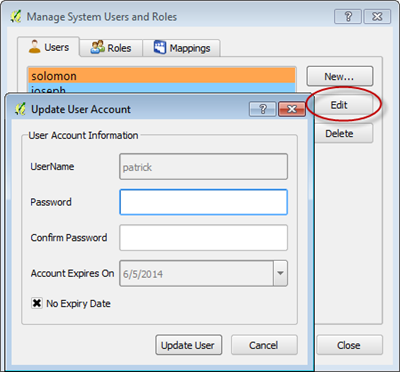 Manage System Users and Roles
Users Roles Mappings
solomon
New...
joseph
Edit
Delete
Update User Account
User Account Information
UserName patrick
Password
Confirm Password
Account Expires On 6/5/2014
No Expiry Date
Update User Cancel
Close